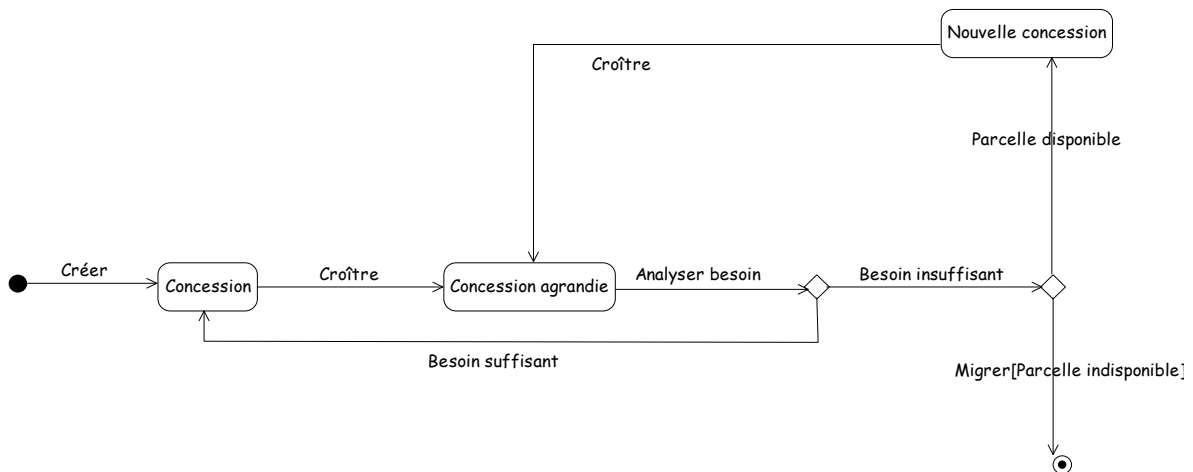 Nouvelle concession
Croître
Parcelle disponible
Créer
Croître
Analyser besoin
Besoin insuffisant
Concession
Concession agrandie
Besoin suffisant
Migrer[Parcelle indisponible]